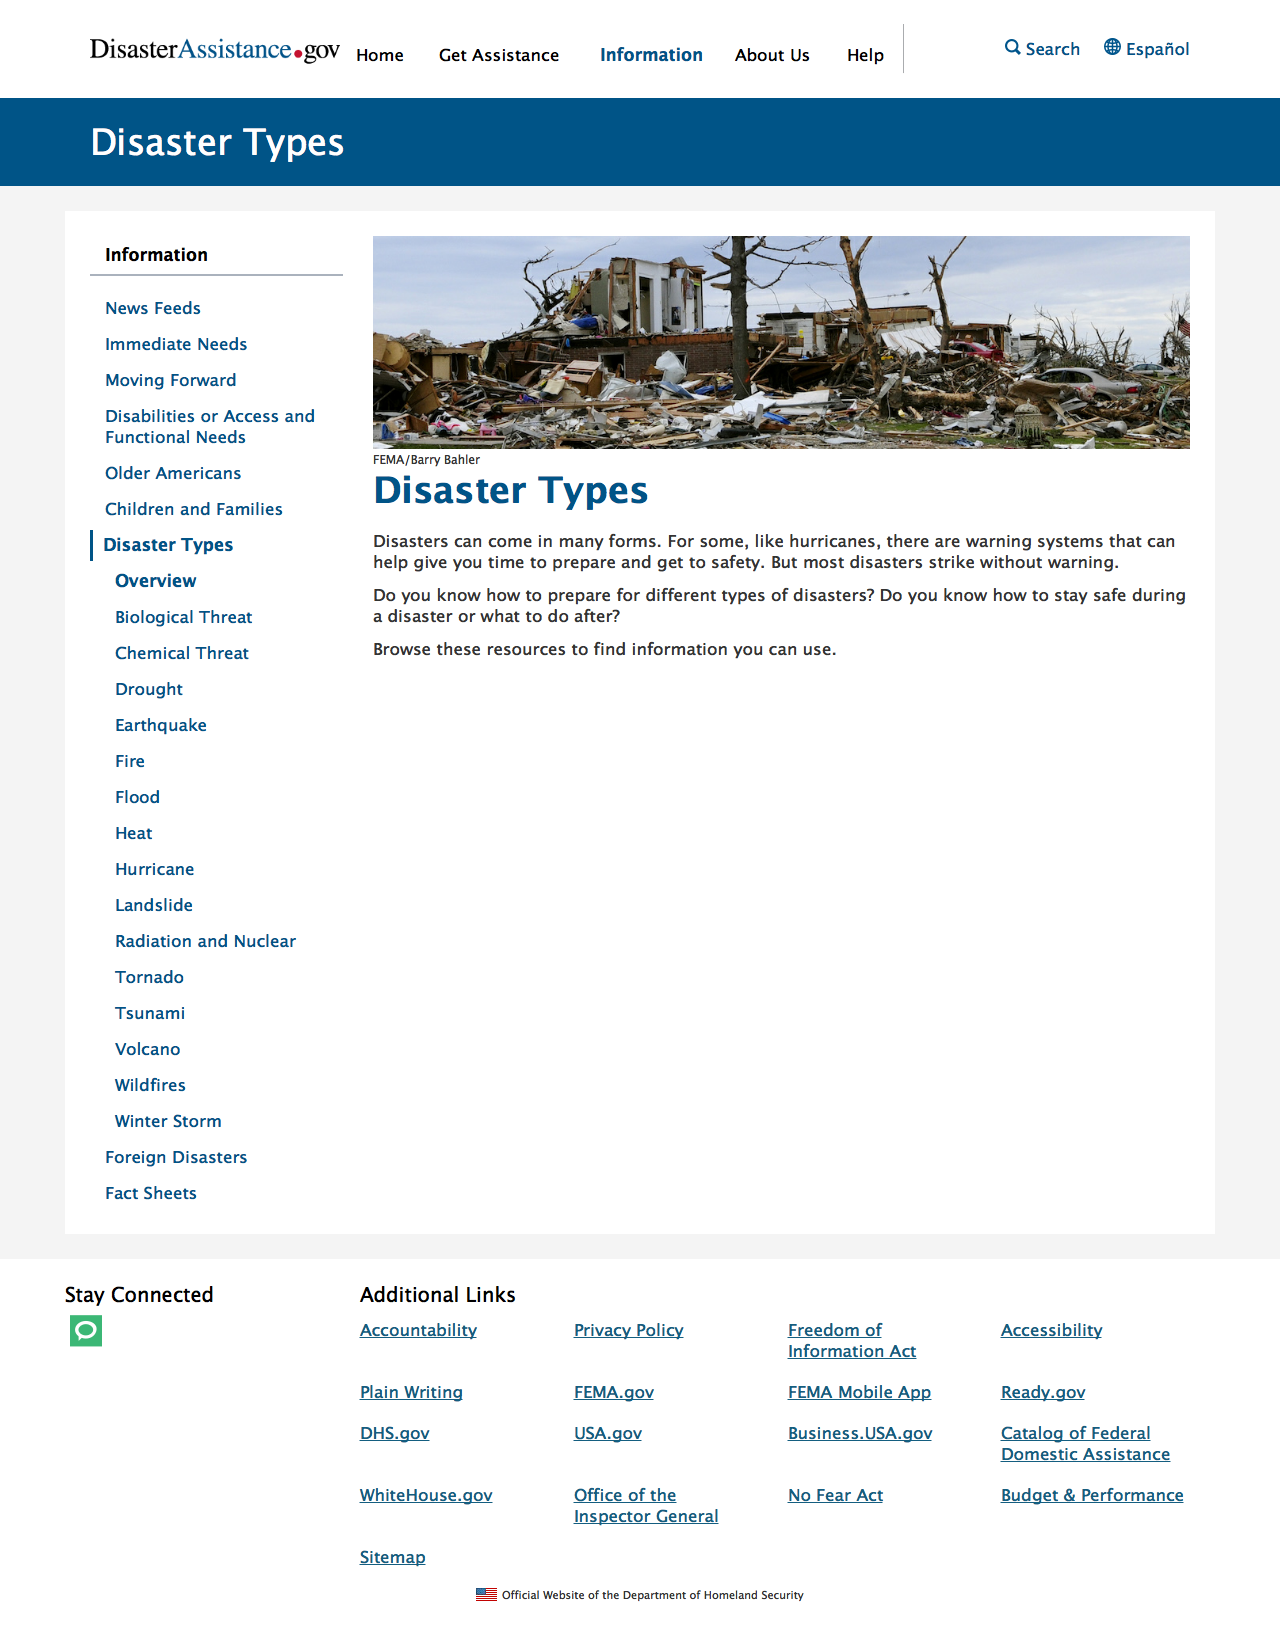 DisasterAssistance.gov Home Get Assistance Information About Us Help Search Español
Disaster Types
Information
News Feeds
Immediate Needs
Moving Forward
Disabilities or Access and
Functional Needs
Older Americans
Children and Families
Disaster Types
Overview
Biological Threat
Chemical Threat
Drought
Earthquake
Fire
Flood
Heat
Hurricane
Landslide
Radiation and Nuclear
Tornado
Tsunami
Volcano
Wildfires
Winter Storm
Foreign Disasters
Fact Sheets
FEMA/Barry Bahler
Disaster Types
Disasters can come in many forms. For some, like hurricanes, there are warning systems that can
help give you time to prepare and get to safety. But most disasters strike without warning.
Do you know how to prepare for different types of disasters? Do you know how to stay safe during
a disaster or what to do after?
Browse these resources to find information you can use.
Stay Connected
Additional Links
Accountability
Privacy Policy
Freedom of
Information Act
Accessibility
Plain Writing
FEMA.gov
FEMA Mobile App
Ready.gov
DHS.gov
USA.gov
Business.USA.gov
Catalog of Federal
Domestic Assistance
WhiteHouse.gov
Office of the
Inspector General
No Fear Act
Budget & Performance
Sitemap
Official Website of the Department of Homeland Security